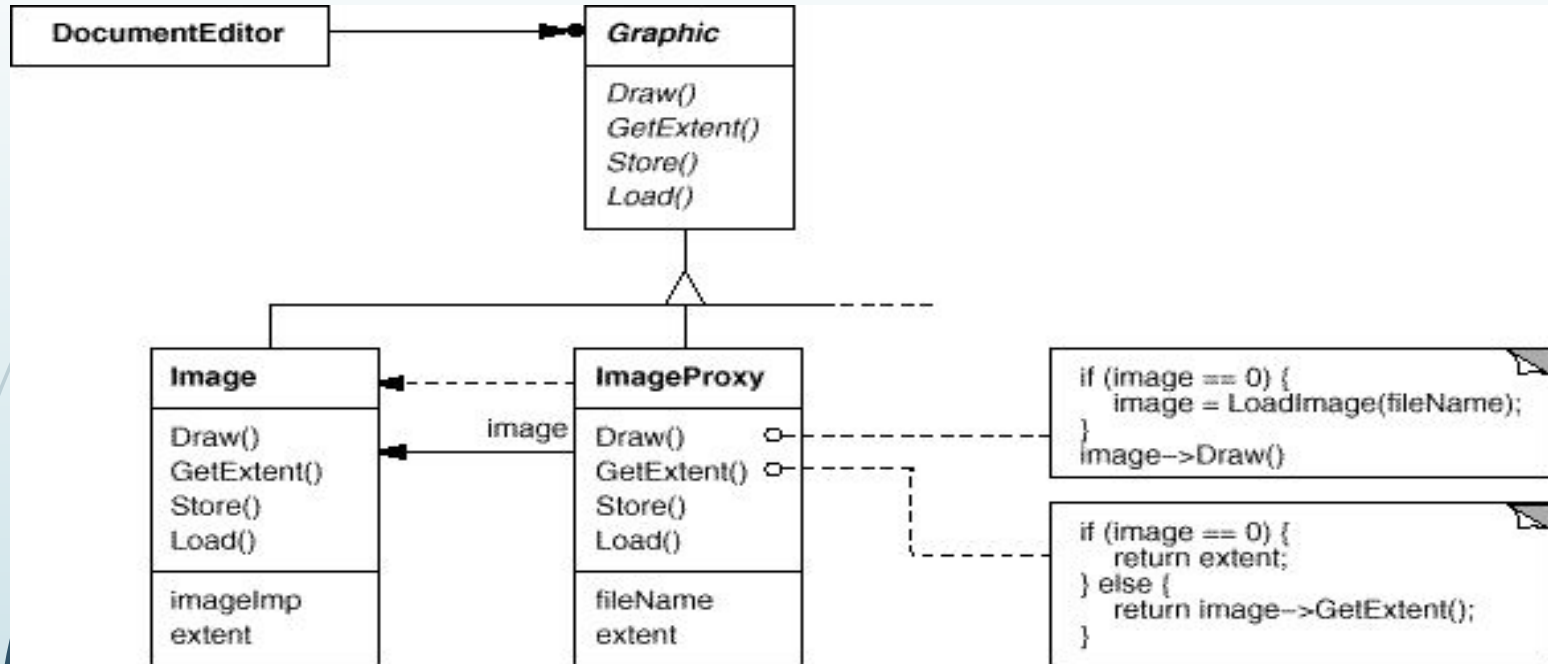 DocumentEditor
Graphic
Draw()
GetExtent()
Store()
Load()
Image
Draw()
GetExtent()
Store()
Load()
imageImp
extent
image
ImageProxy
Draw()
GetExtent()
Store()
Load()
fileName
extent
if (image == 0) {
image = LoadImage(fileName);
}
image->Draw()
if (image == 0) {
return extent;
} else {
return image->GetExtent();
}